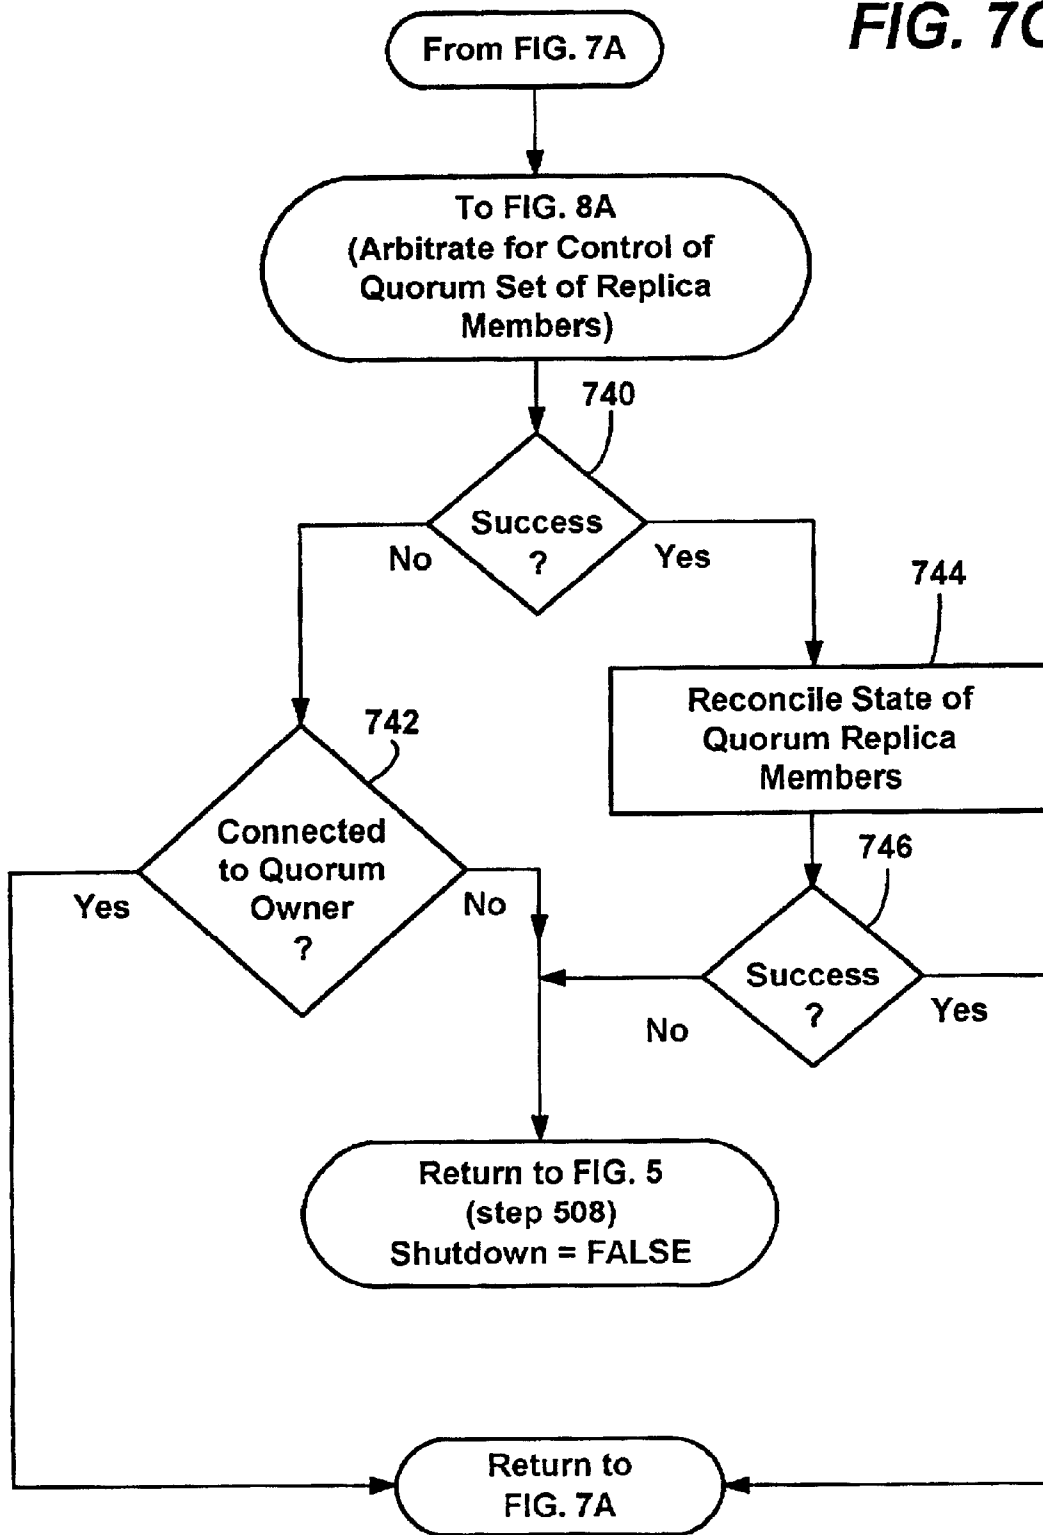 FIG. 7C
From FIG. 7A
To FIG. 8A
(Arbitrate for Control of
Quorum Set of Replica
Members)
740
Success
?
No
Yes
744
Reconcile State of
Quorum Replica
Members
742
Connected
to Quorum
Owner
?
Yes
No
746
Success
?
No
Yes
Return to FIG. 5
(step 508)
Shutdown = FALSE
Return to
FIG. 7A